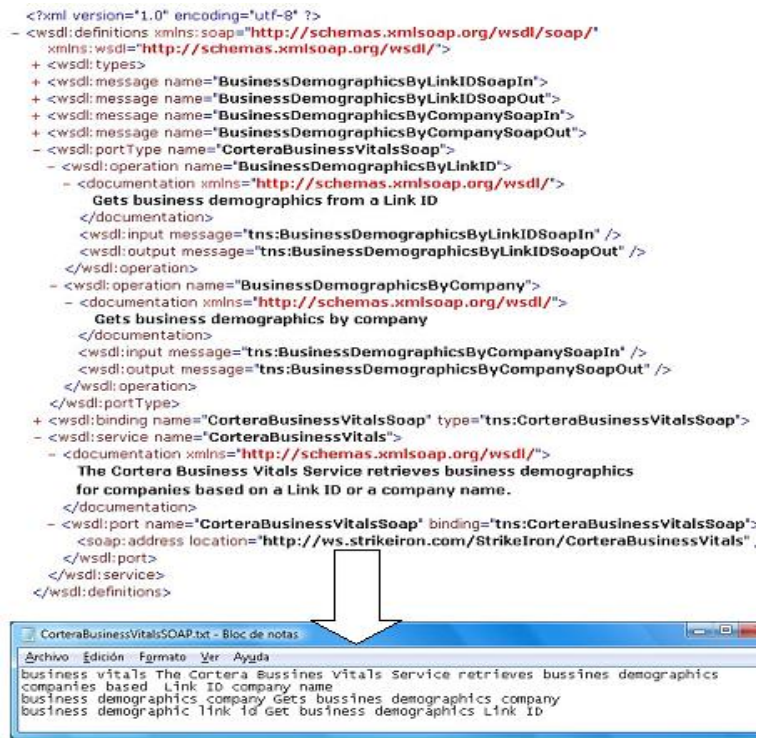 <?xml version="1.0" encoding="utf-8" ?>
- <wsdl:definitions xmlns:soap="http://schemas.xmlsoap.org/wsdl/soap/"
xmlns:wsdl="http://schemas.xmlsoap.org/wsdl/">
+ <wsdl:types>
+ <wsdl:message name="BusinessDemographicsByLinkIDSoapIn">
+ <wsdl:message name="BusinessDemographicsByLinkIDSoapOut">
+ <wsdl:message name="BusinessDemographicsByCompanySoapIn">
+ <wsdl:message name="BusinessDemographicsByCompanySoapOut">
- <wsdl:portType name="CorteraBusinessVitalsSoap">
- <wsdl:operation name="BusinessDemographicsByLinkID">
- <documentation xmlns="http://schemas.xmlsoap.org/wsdl/">
Gets business demographics from a Link ID
</documentation>
<wsdl:input message="tns:BusinessDemographicsByLinkIDSoapIn" />
<wsdl:output message="tns:BusinessDemographicsByLinkIDSoapOut" />
</wsdl:operation>
- <wsdl:operation name="BusinessDemographicsByCompany">
- <documentation xmlns="http://schemas.xmlsoap.org/wsdl/">
Gets business demographics by company
</documentation>
<wsdl:input message="tns:BusinessDemographicsByCompanySoapIn" />
<wsdl:output message="tns:BusinessDemographicsByCompanySoapOut" />
</wsdl:operation>
</wsdl:portType>
+ <wsdl:binding name="CorteraBusinessVitalsSoap" type="tns:CorteraBusinessVitalsSoap">
- <wsdl:service name="CorteraBusinessVitals">
- <documentation xmlns="http://schemas.xmlsoap.org/wsdl/">
The Cortera Business Vitals Service retrieves business demographics
for companies based on a Link ID or a company name.
</documentation>
- <wsdl:port name="CorteraBusinessVitalsSoap" binding="tns:CorteraBusinessVitalsSoap">
<soap:address location="http://ws.strikeiron.com/StrikeIron/CorteraBusinessVitals" /
</wsdl:port>
</wsdl:service>
</wsdl:definitions>
CorteraBusinessVitalsSOAP.txt - Bloc de notas
Archivo Edición Formato Ver Ayuda
business vitals The Cortera Bussines Vitals Service retrieves bussines demographics
companies based Link ID company name
business demographics company Gets bussines demographics company
business demographic link id Get business demographics Link ID